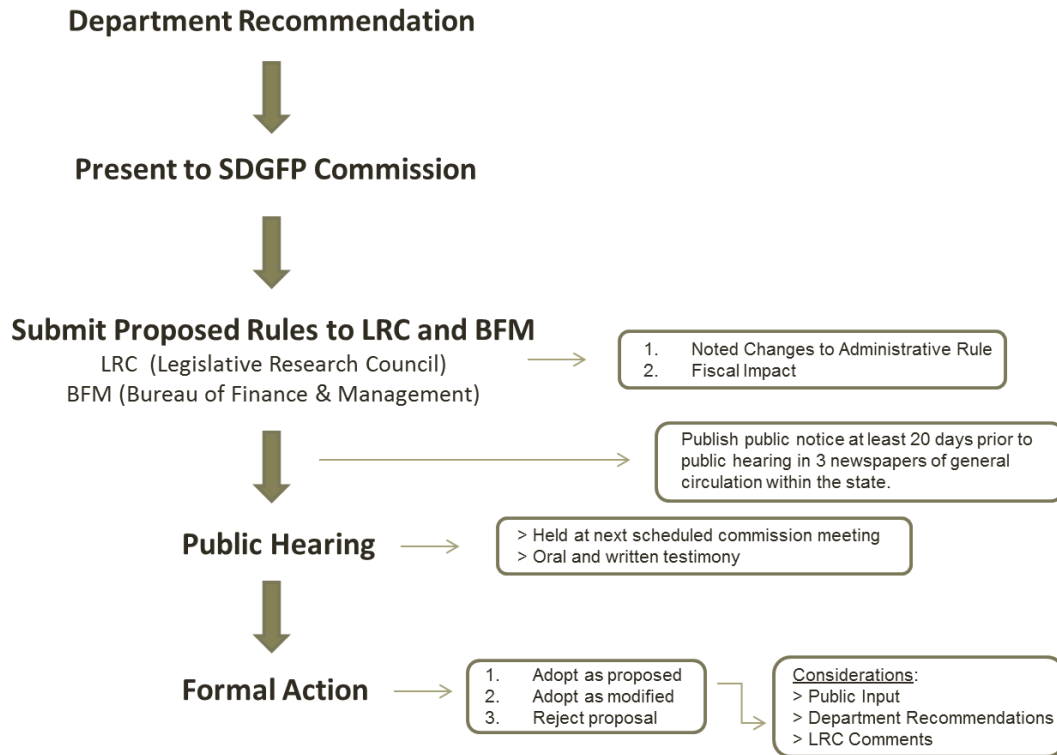 Department Recommendation
Present to SDGFP Commission
Submit Proposed Rules to LRC and BFM
LRC (Legislative Research Council)
BFM (Bureau of Finance & Management)
1. Noted Changes to Administrative Rule
2. Fiscal Impact
Publish public notice at least 20 days prior to
public hearing in 3 newspapers of general
circulation within the state.
Public Hearing
> Held at next scheduled commission meeting
> Oral and written testimony
Formal Action
1. Adopt as proposed
2. Adopt as modified
3. Reject proposal
Considerations:
> Public Input
> Department Recommendations
> LRC Comments